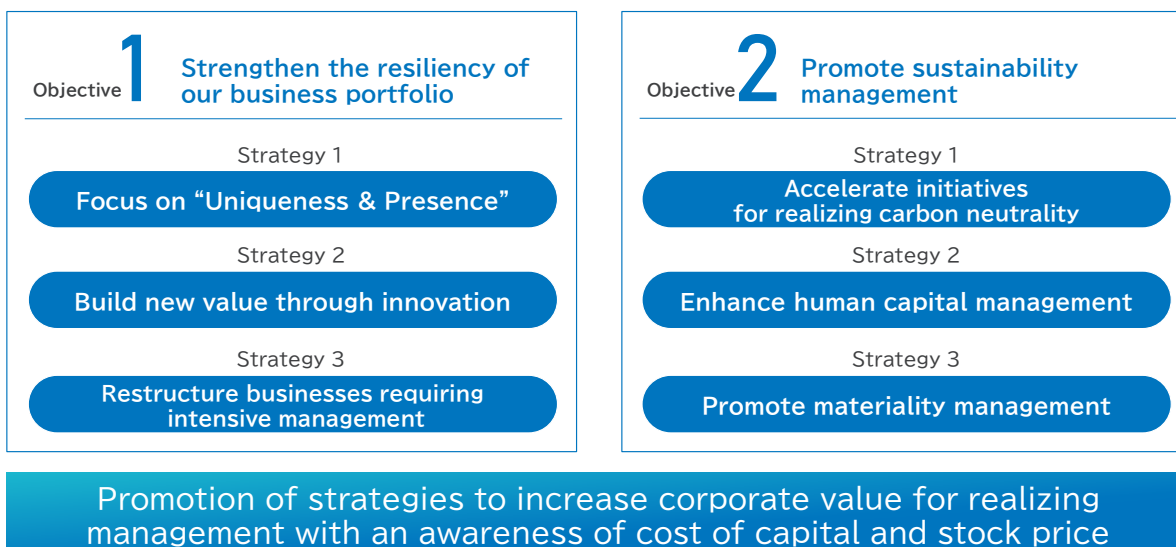 Objective 1
Strengthen the resiliency of
our business portfolio
Strategy 1
Focus on “Uniqueness & Presence”
Strategy 2
Build new value through innovation
Strategy 3
Restructure businesses requiring
intensive management
Objective 2
Promote sustainability
management
Strategy 1
Accelerate initiatives
for realizing carbon neutrality
Strategy 2
Enhance human capital management
Strategy 3
Promote materiality management
Promotion of strategies to increase corporate value for realizing
management with an awareness of cost of capital and stock price